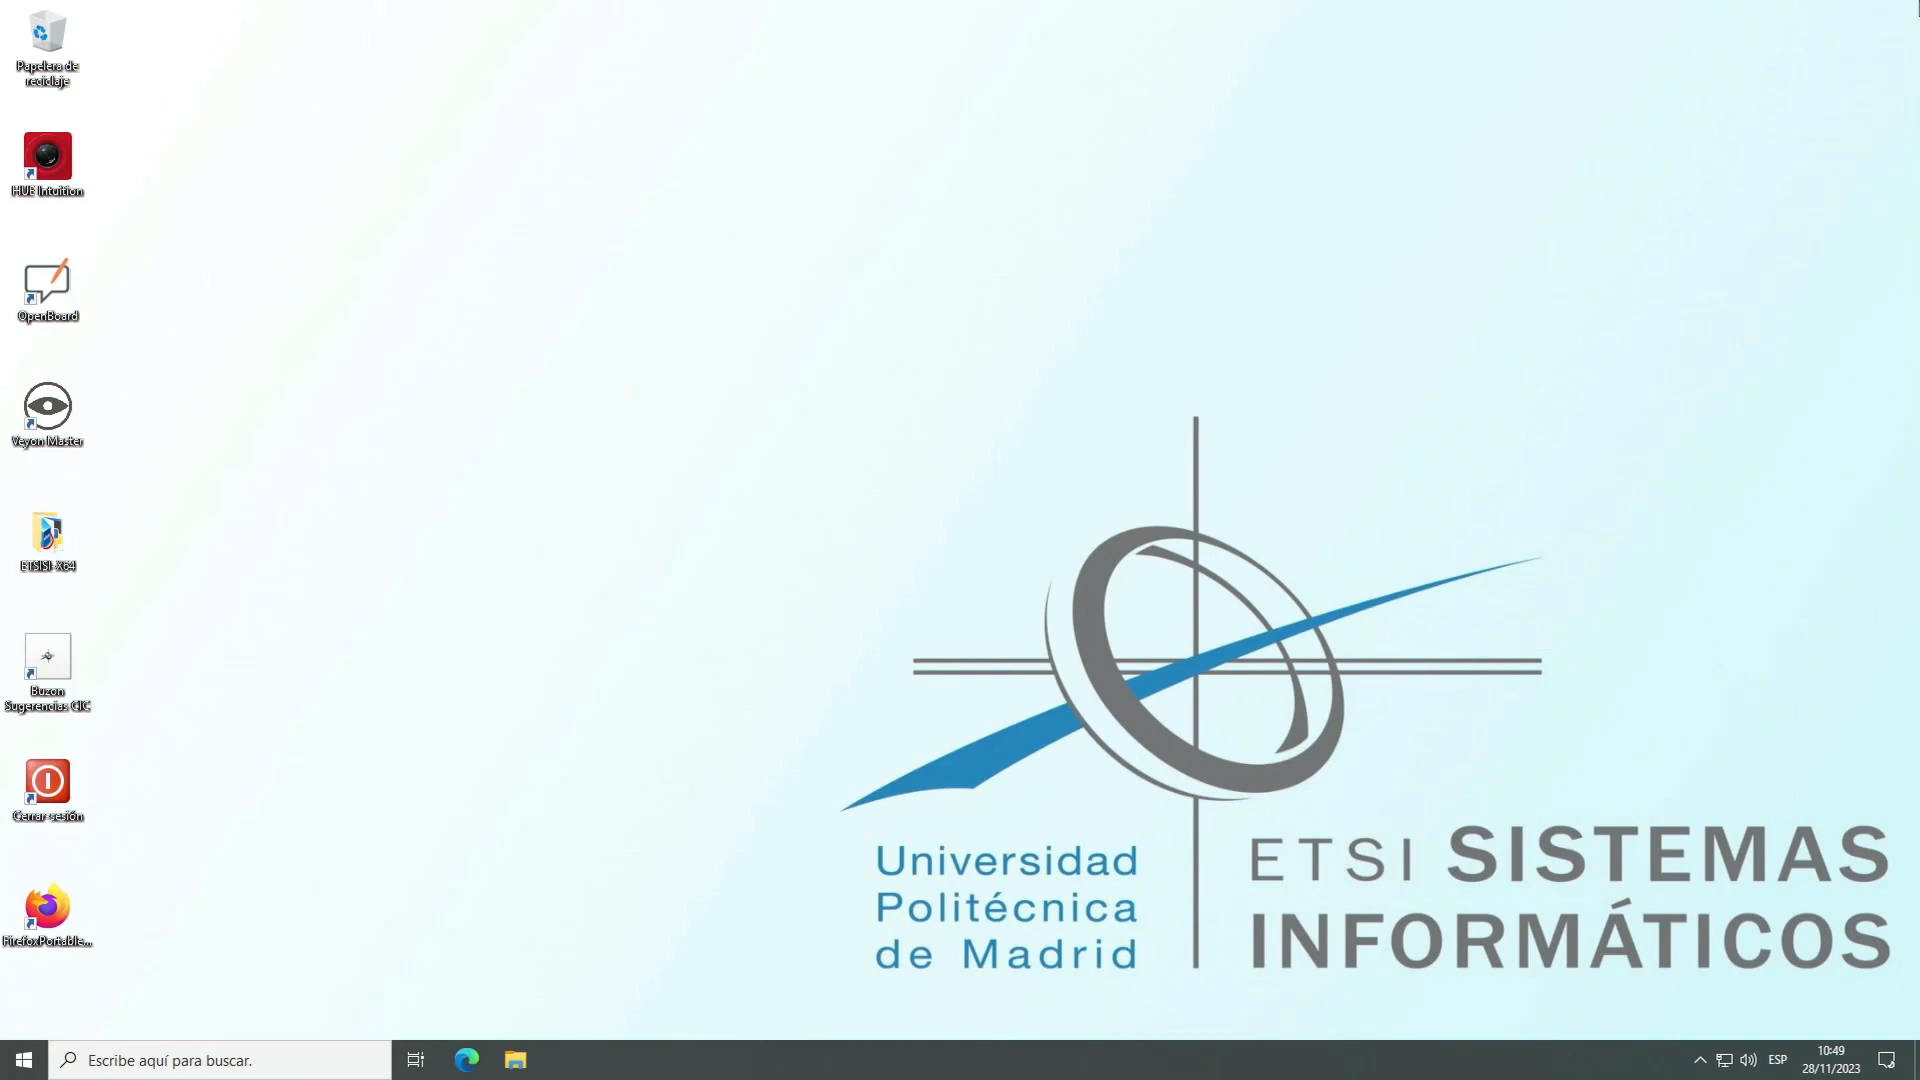 Papelera de
reciclaje
HUE Intuition
OpenBoard
Veyon Master
ETSISI-X64
Buzon
Sugerencias CIC
Cerrar sesión
FirefoxPortable...
Universidad
Politécnica
de Madrid
ETSI SISTEMAS
INFORMÁTICOS
Escribe aquí para buscar.
ESP
10:49
28/11/2023